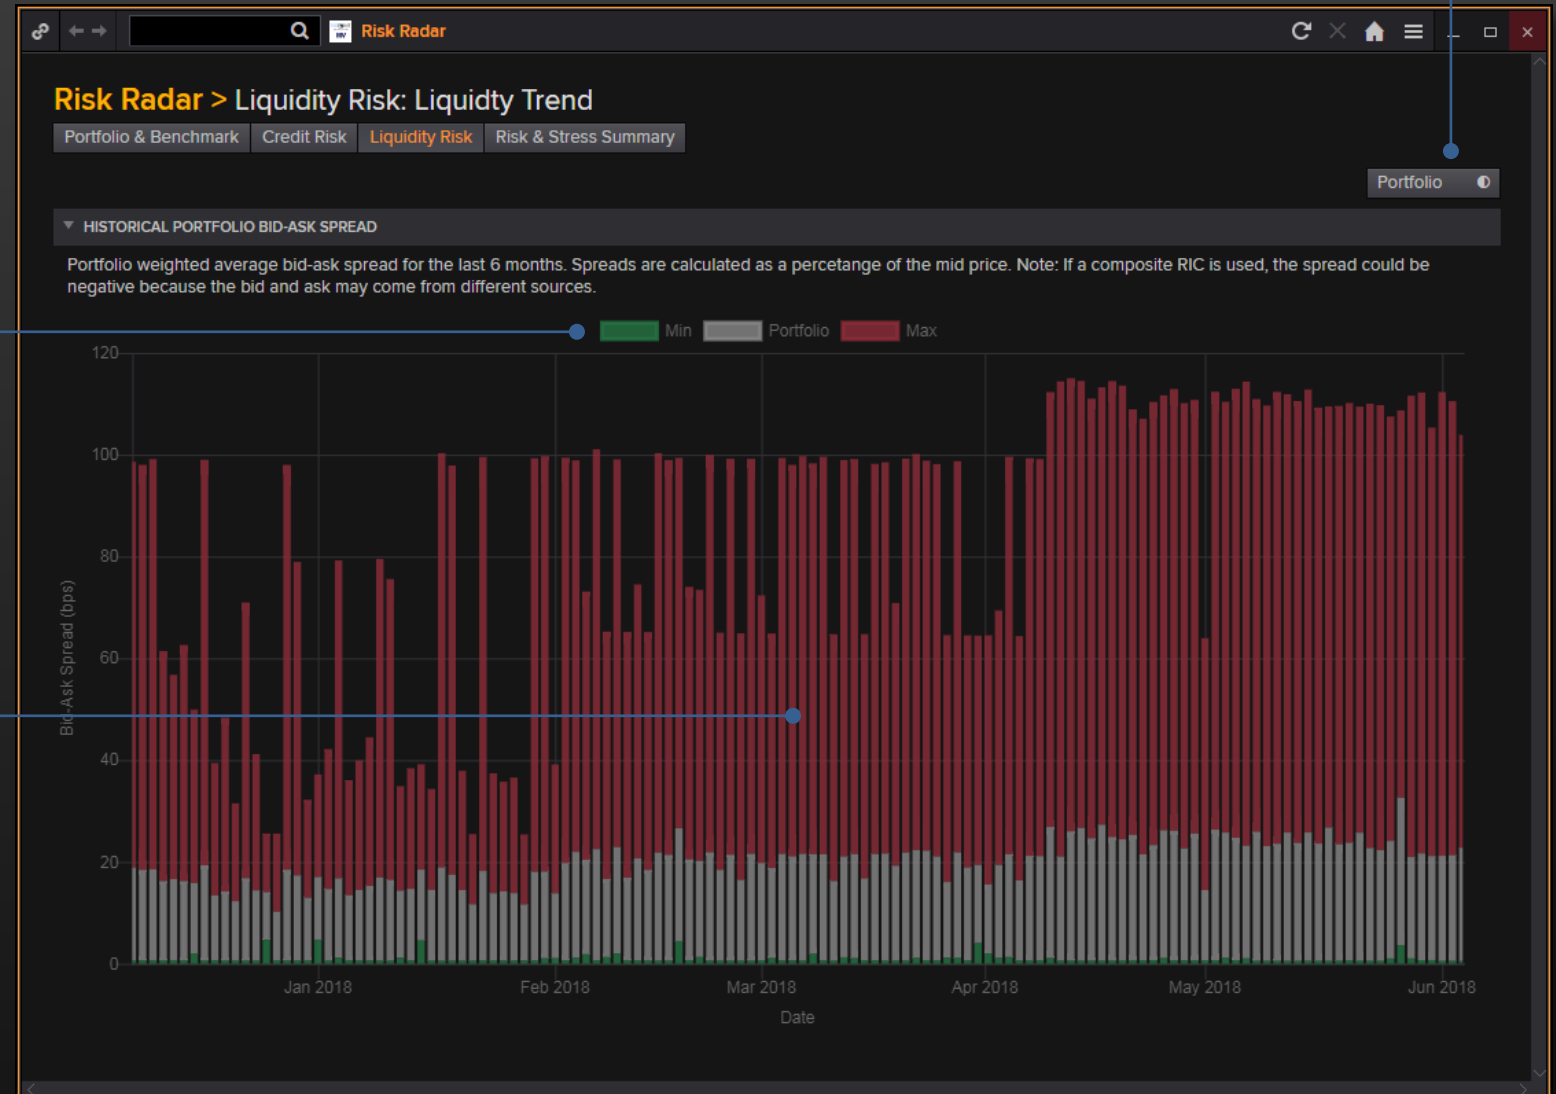 Risk Radar
Risk Radar > Liquidity Risk: Liquidty Trend
Portfolio & Benchmark Credit Risk Liquidity Risk Risk & Stress Summary
Portfolio
HISTORICAL PORTFOLIO BID-ASK SPREAD
Portfolio weighted average bid-ask spread for the last 6 months. Spreads are calculated as a percetange of the mid price. Note: If a composite RIC is used, the spread could be
negative because the bid and ask may come from different sources.
Min Portfolio Max
120
100
80
60
40
20
0
Bid-Ask Spread (bps)
Jan 2018 Feb 2018 Mar 2018 Apr 2018 May 2018 Jun 2018
Date